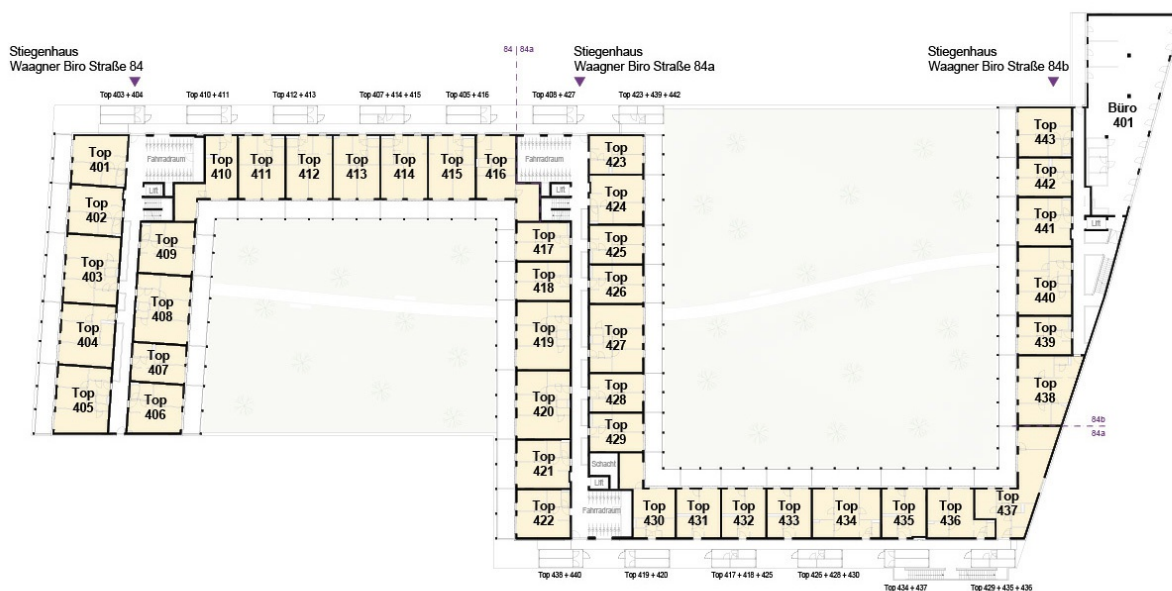 Stiegenhaus
Waagner Biro Straße 84
84
84a
Stiegenhaus
Waagner Biro Straße 84a
Stiegenhaus
Waagner Biro Straße 84b
Top 403 + 404
Top 410 + 411
Top 412 + 413
Top 407 + 414 + 415
Top 405 + 416
Top 408 + 427
Top 423 + 439 + 442
Büro
401
Top
401
Fahrradraum
Top
410
Top
411
Top
412
Top
413
Top
414
Top
415
Top
416
Fahrradraum
Top
423
Top
443
Lift
Lift
Top
402
Top
424
Top
442
Top
403
Top
409
Top
417
Top
425
Top
441
Lift
Top
418
Top
426
Top
440
Top
404
Top
408
Top
419
Top
427
Top
439
Top
407
Top
405
Top
406
Top
420
Top
428
Top
438
84b
84a
Top
429
Top
421
Schacht
Lift
Top
422
Fahrradraum
Top
430
Top
431
Top
432
Top
433
Top
434
Top
435
Top
436
Top
437
Top 438 + 440
Top 419 + 420
Top 417 + 418 + 425
Top 426 + 428 + 430
Top 434 + 437
Top 429 + 435 + 436